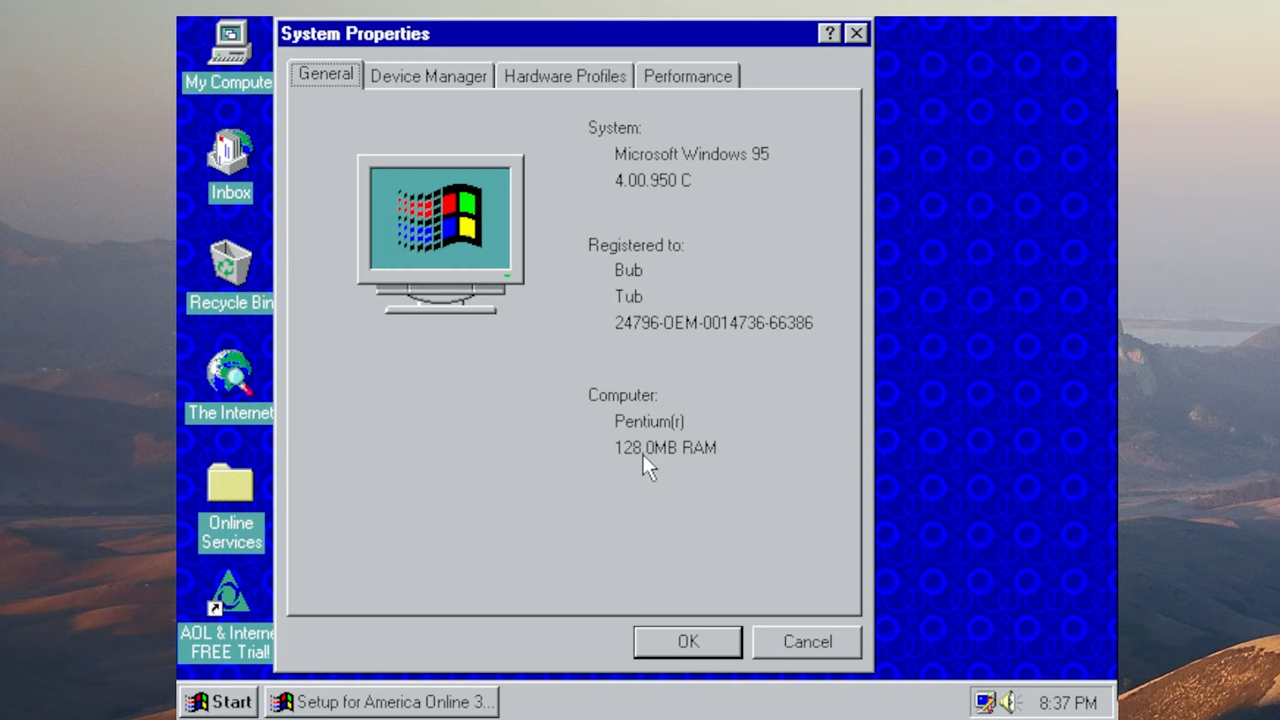 System Properties
General
Device Manager
Hardware Profiles
Performance
My Compute
Inbox
Recycle Bin
The Internet
Online
Services
AOL & Interne
FREE Trial!
System:
Microsoft Windows 95
4.00.950 C
Registered to:
Bub
Tub
24796-OEM-0014736-66386
Computer:
Pentium(r)
128.0MB RAM
OK
Cancel
Start
Setup for America Online 3...
8:37 PM